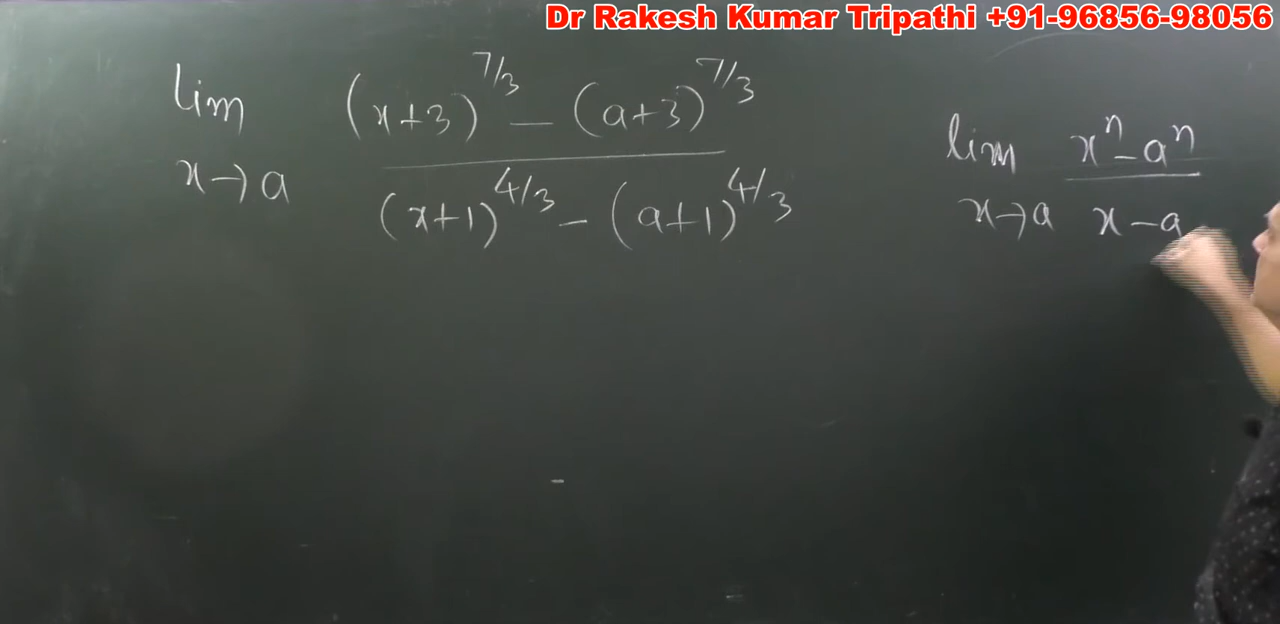 Dr Rakesh Kumar Tripathi +91-96856-98056
lim x→a ((x+3)^{7/3} - (a+3)^{7/3}) / ((x+1)^{4/3} - (a+1)^{4/3})
lim x→a (x^n - a^n) / (x - a)